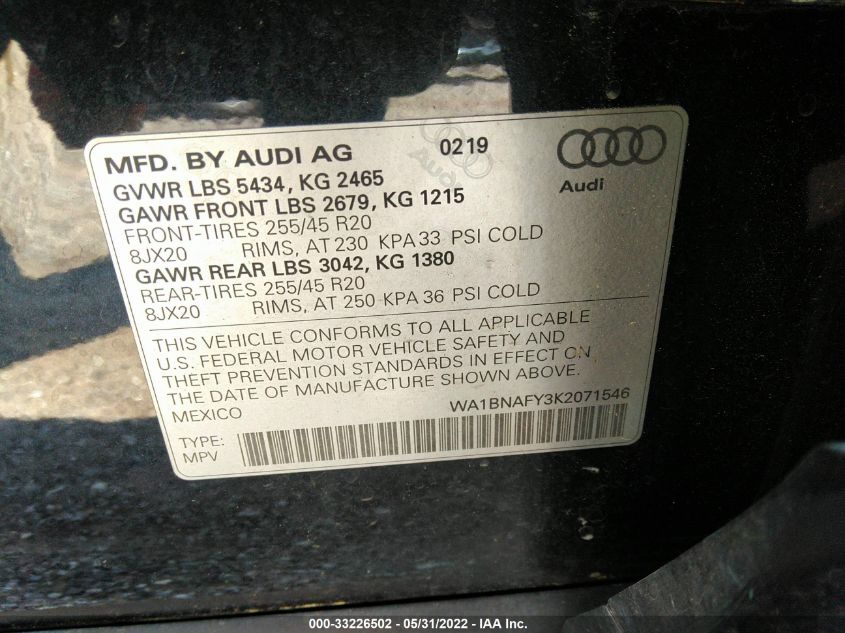 MFD. BY AUDI AG 0219
Audi
GVWR LBS 5434, KG 2465
GAWR FRONT LBS 2679, KG 1215
FRONT-TIRES 255/45 R20
8JX20 RIMS, AT 230 KPA 33 PSI COLD
GAWR REAR LBS 3042, KG 1380
REAR-TIRES 255/45 R20
8JX20 RIMS, AT 250 KPA 36 PSI COLD
THIS VEHICLE CONFORMS TO ALL APPLICABLE
U.S. FEDERAL MOTOR VEHICLE SAFETY AND
THEFT PREVENTION STANDARDS IN EFFECT ON
THE DATE OF MANUFACTURE SHOWN ABOVE.
MEXICO WA1BNAFY3K2071546
TYPE:
MPV
000-33226502 - 05/31/2022 - IAA Inc.